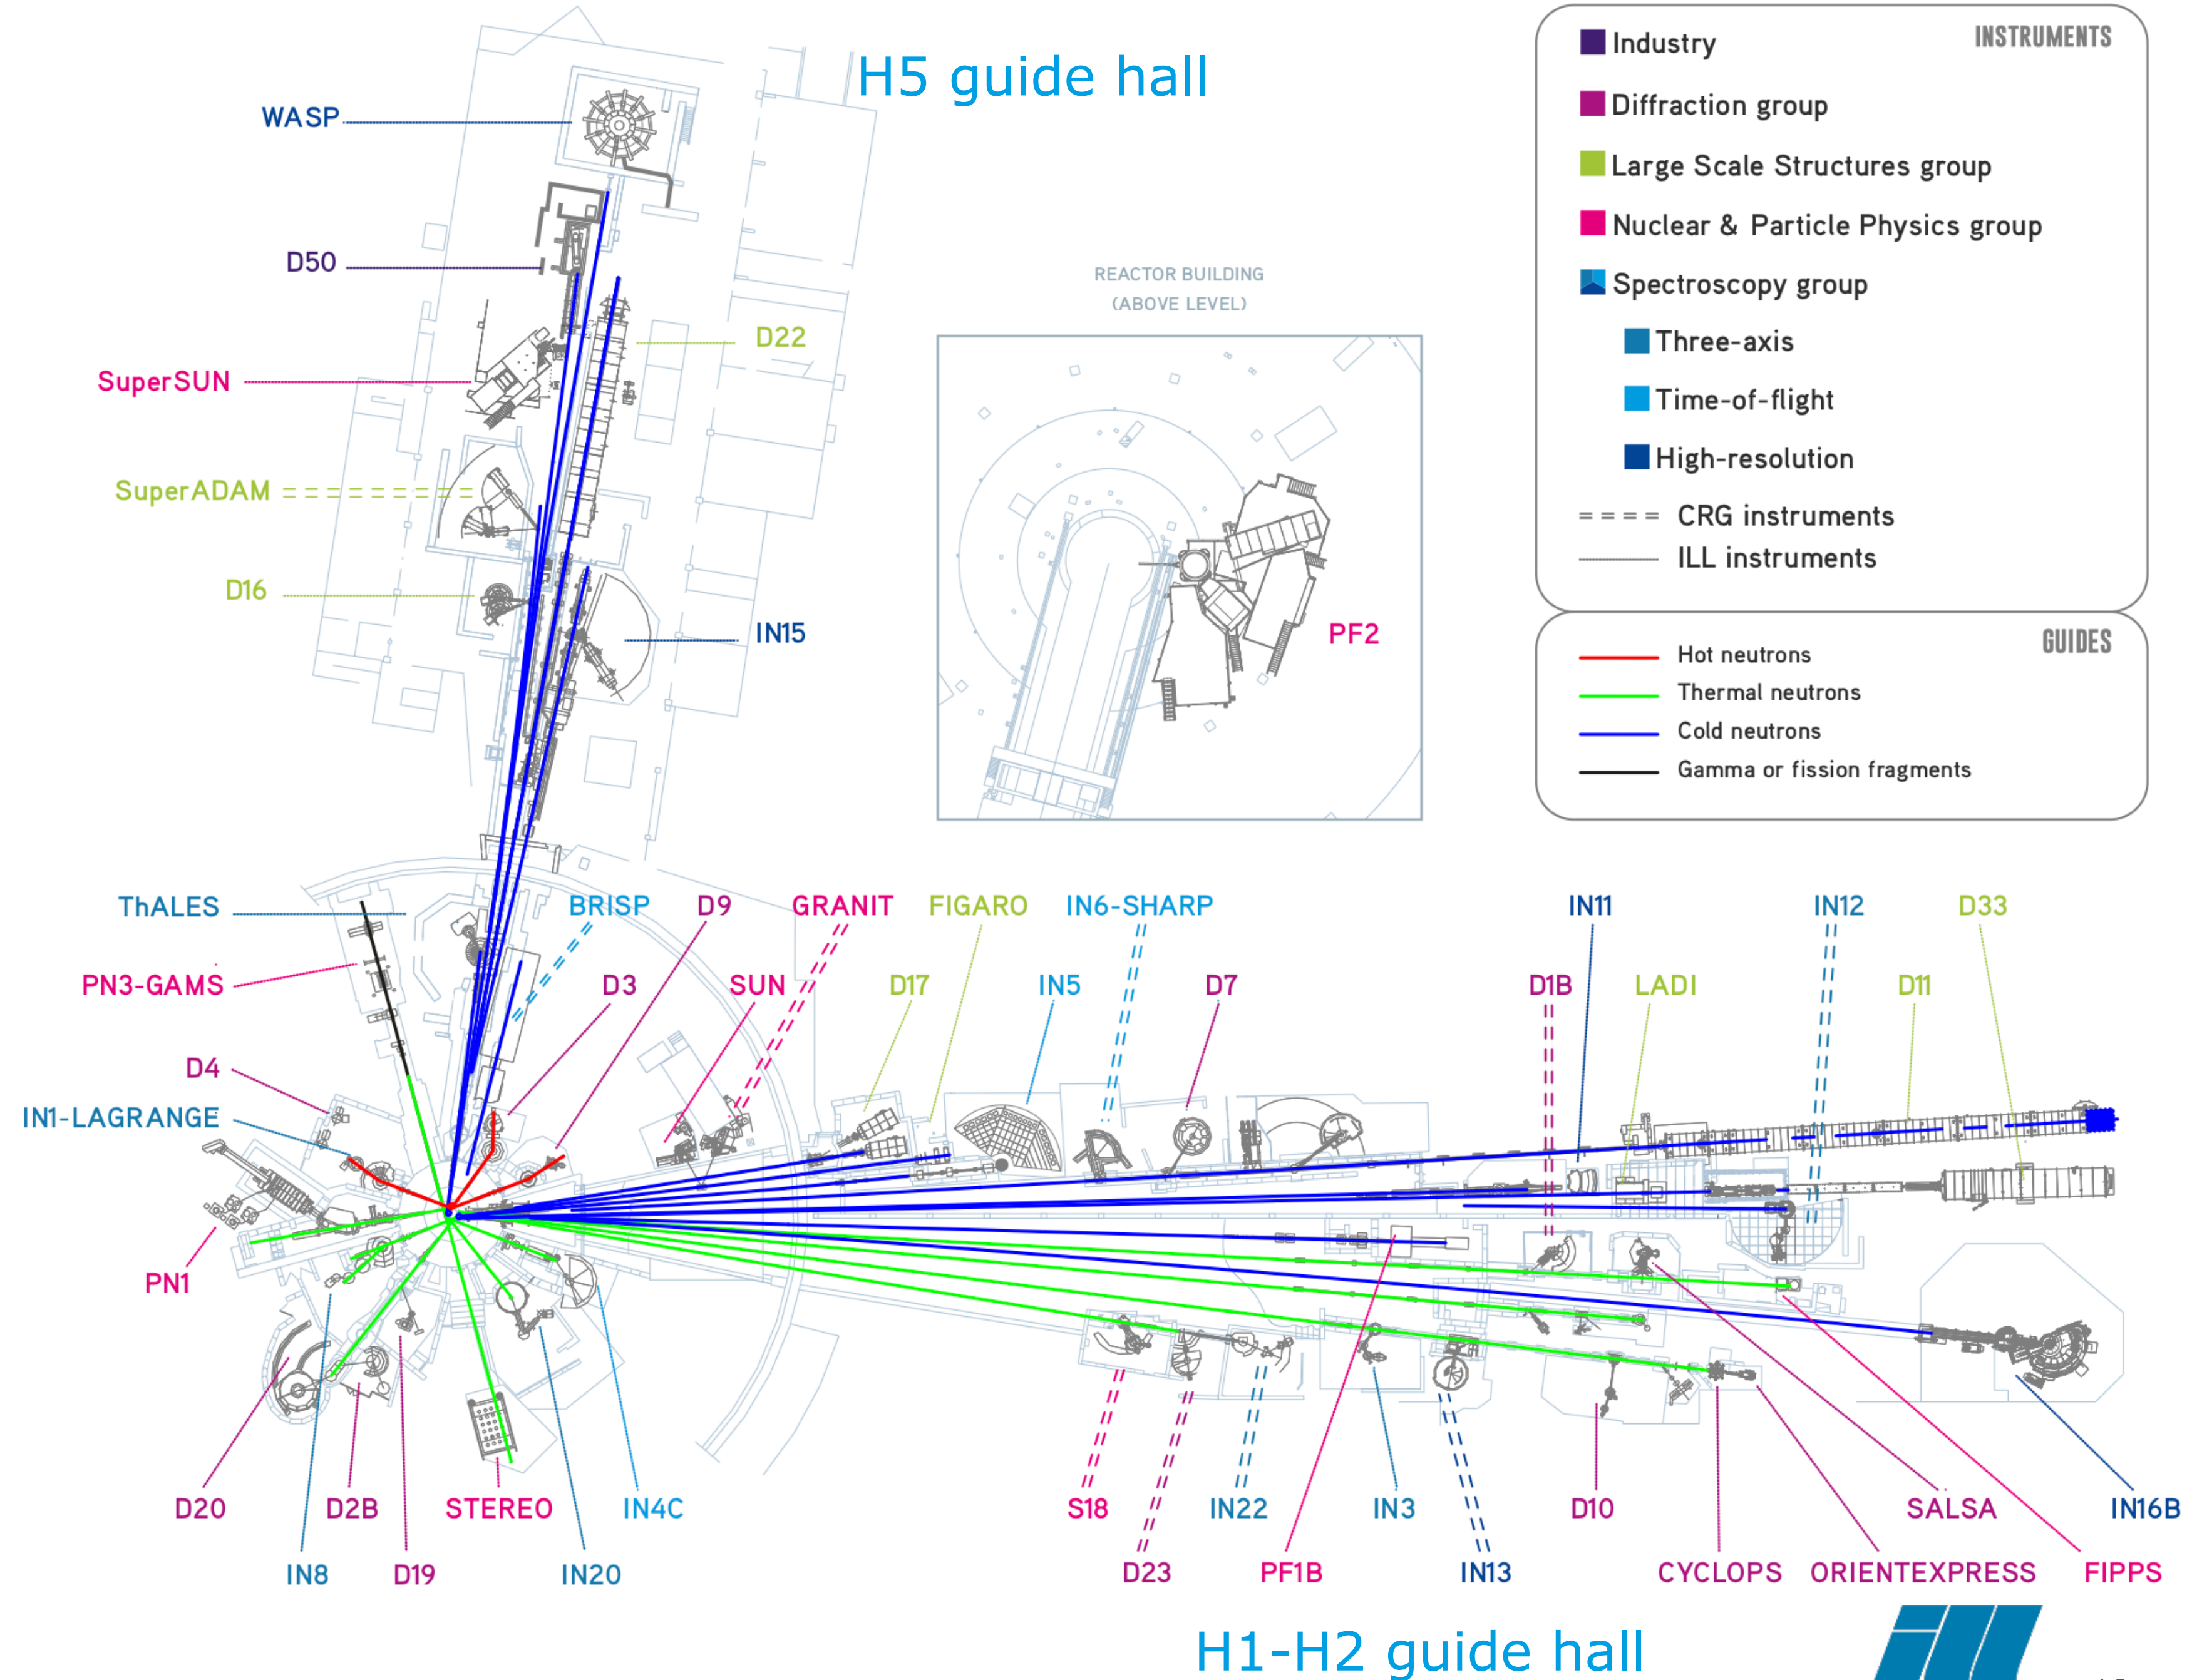 H5 guide hall
WASP
D50
D22
SuperSUN
SuperADAM
D16
IN15
REACTOR BUILDING
(ABOVE LEVEL)
PF2
INSTRUMENTS
Industry
Diffraction group
Large Scale Structures group
Nuclear & Particle Physics group
Spectroscopy group
Three-axis
Time-of-flight
High-resolution
CRG instruments
ILL instruments
GUIDES
Hot neutrons
Thermal neutrons
Cold neutrons
Gamma or fission fragments
ThALES
BRISP
D9
GRANIT
FIGARO
IN6-SHARP
IN11
IN12
D33
PN3-GAMS
D3
SUN
D17
IN5
D7
D1B
LADI
D11
D4
IN1-LAGRANGE
PN1
D20
D2B
STEREO
IN4C
S18
IN22
IN3
D10
SALSA
IN16B
IN8
D19
IN20
D23
PF1B
IN13
CYCLOPS
ORIENTEXPRESS
FIPPS
H1-H2 guide hall